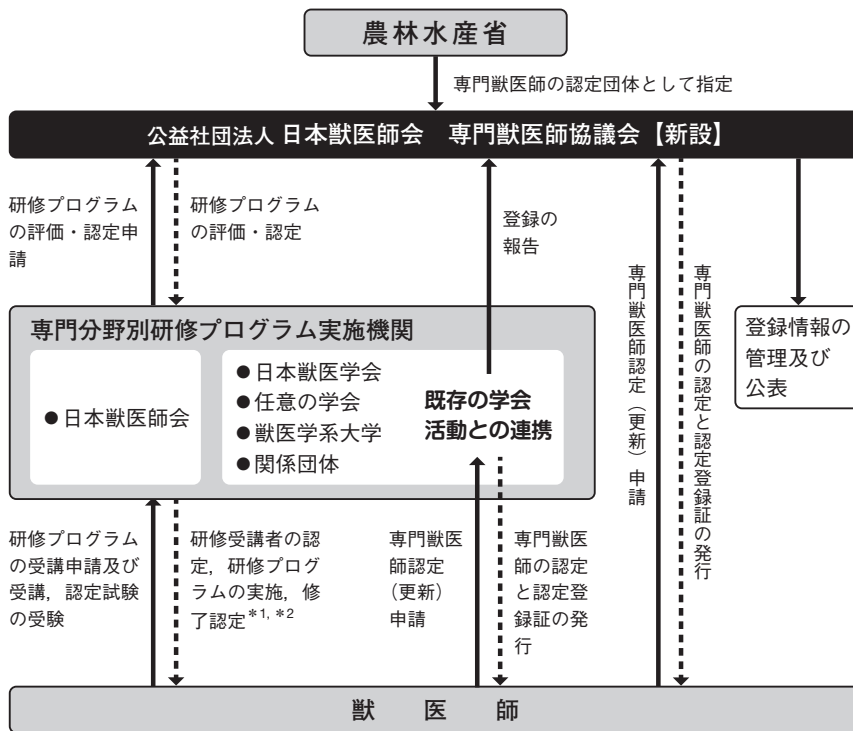 農林水産省
専門獣医師の認定団体として指定
公益社団法人 日本獣医師会 専門獣医師協議会【新設】
研修プログラム
の評価・認定申
請
研修プログラム
の評価・認定
登録の
報告
専門獣医師認定（更新）申請
専門獣医師の認定と認定登録証の発行
登録情報の
管理及び
公表
専門分野別研修プログラム実施機関
●日本獣医師会
●日本獣医学会
●任意の学会
●獣医学系大学
●関係団体
既存の学会
活動との連携
研修プログラム
の受講申請及び
受講，認定試験
の受験
研修受講者の認
定，研修プログ
ラムの実施，修
了認定*1, *2
専門獣医
師認定
（更新）
申請
専門獣医
師の認定
と認定登
録証の発
行
獣 医 師